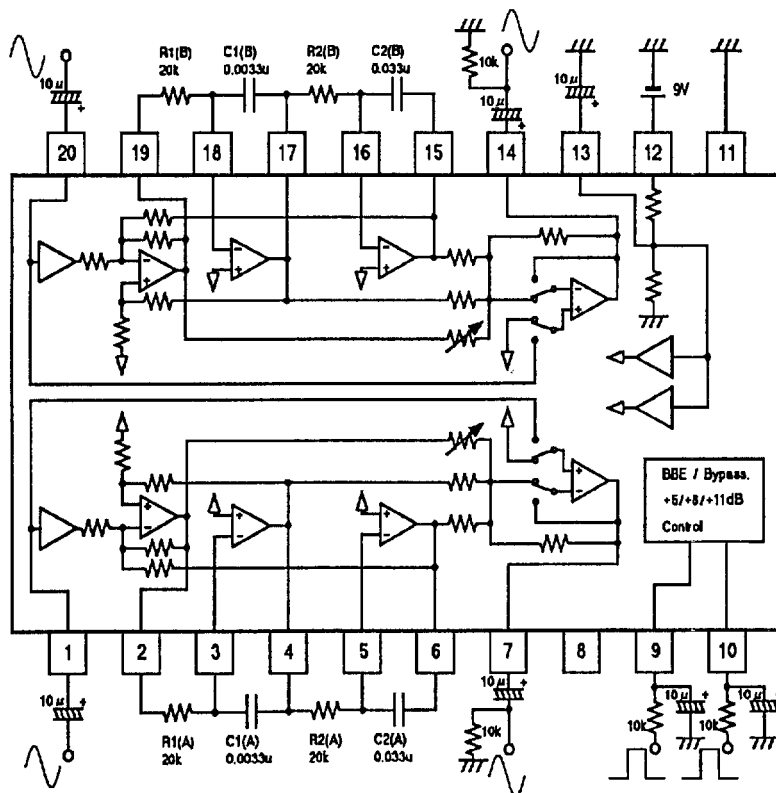 R1(B) C1(B) R2(B) C2(B)
20k 0.0033u 20k 0.033u
10k
10μ + 10μ + 10μ + 9V
20 19 18 17 16 15 14 13 12 11
− + − + − + − +
+ − + − + − + −
BBE / Bypass.
+5/+8/+11dB
Control
1 2 3 4 5 6 7 8 9 10
10μ + 10μ + 10μ + 10μ +
R1(A) C1(A) R2(A) C2(A)
20k 0.0033u 20k 0.033u
10k 10k 10k